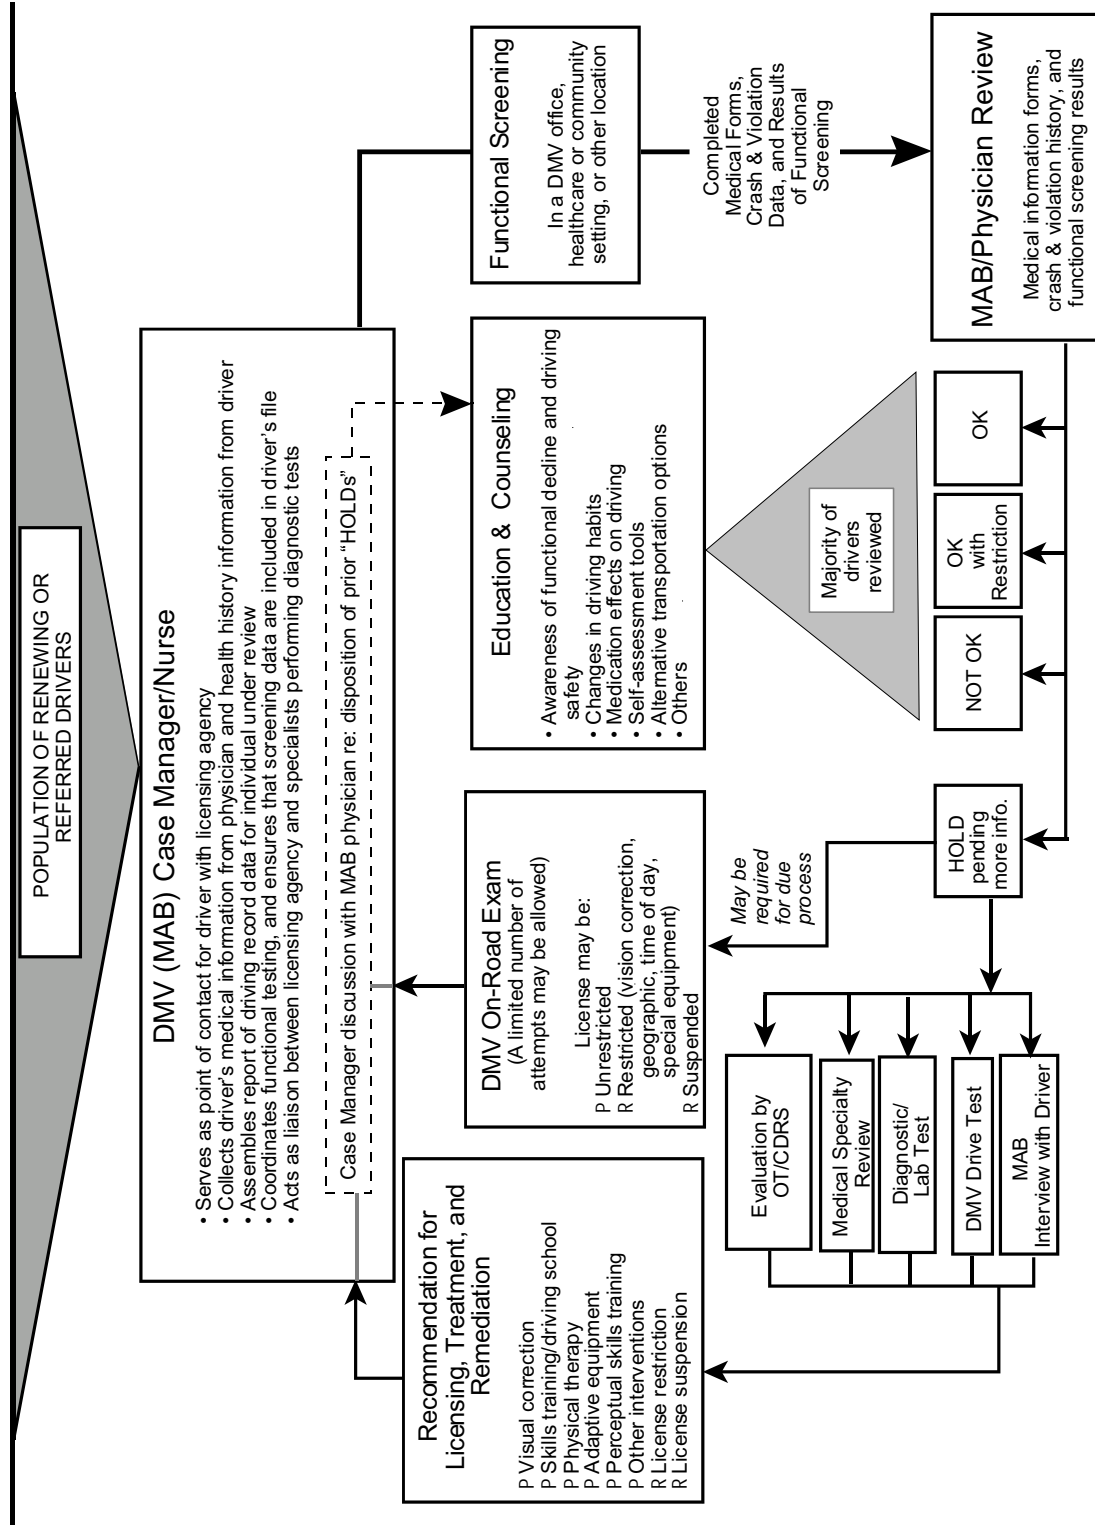 POPULATION OF RENEWING OR
REFERRED DRIVERS
DMV (MAB) Case Manager/Nurse
• Serves as point of contact for driver with licensing agency
• Collects driver's medical information from physician and health history information from driver
• Assembles report of driving record data for individual under review
• Coordinates functional testing, and ensures that screening data are included in driver's file
• Acts as liaison between licensing agency and specialists performing diagnostic tests
Case Manager discussion with MAB physician re: disposition of prior “HOLDs”
Recommendation for
Licensing, Treatment, and
Remediation
P Visual correction
P Skills training/driving school
P Physical therapy
P Adaptive equipment
P Perceptual skills training
P Other interventions
R License restriction
R License suspension
DMV On-Road Exam
(A limited number of
attempts may be allowed)
License may be:
P Unrestricted
R Restricted (vision correction,
geographic, time of day,
special equipment)
R Suspended
Education & Counseling
• Awareness of functional decline and driving
safety
• Changes in driving habits
• Medication effects on driving
• Self-assessment tools
• Alternative transportation options
• Others
Functional Screening
In a DMV office,
healthcare or community
setting, or other location
Completed
Medical Forms,
Crash & Violation
Data, and Results
of Functional
Screening
MAB/Physician Review
Medical information forms,
crash & violation history, and
functional screening results
Majority of
drivers
reviewed
OK
OK
with
Restriction
NOT OK
HOLD
pending
more info.
May be
required
for due
process
Evaluation by
OT/CDRS
Medical Specialty
Review
Diagnostic/
Lab Test
DMV Drive Test
MAB
Interview with Driver